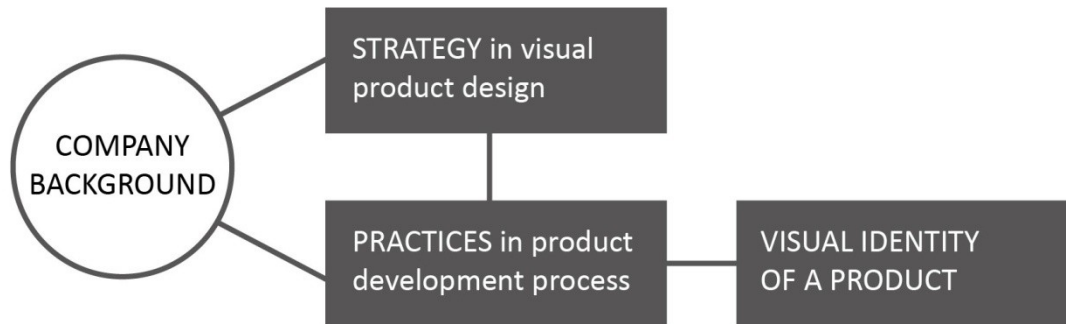 COMPANY
BACKGROUND
STRATEGY in visual
product design
PRACTICES in product
development process
VISUAL IDENTITY
OF A PRODUCT